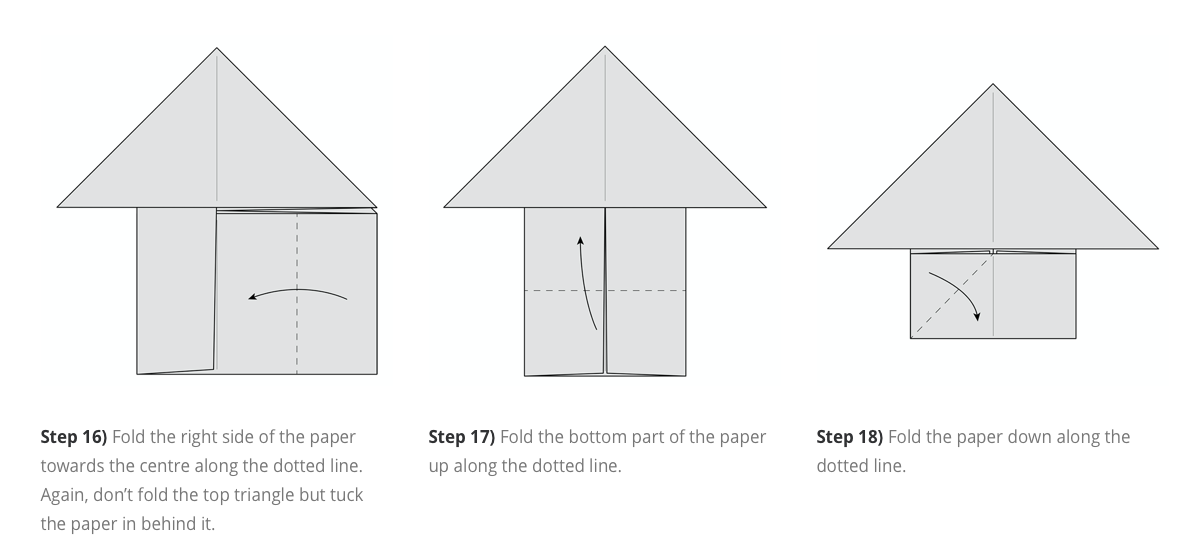 Step 16) Fold the right side of the paper
towards the centre along the dotted line.
Again, don’t fold the top triangle but tuck
the paper in behind it.
Step 17) Fold the bottom part of the paper
up along the dotted line.
Step 18) Fold the paper down along the
dotted line.